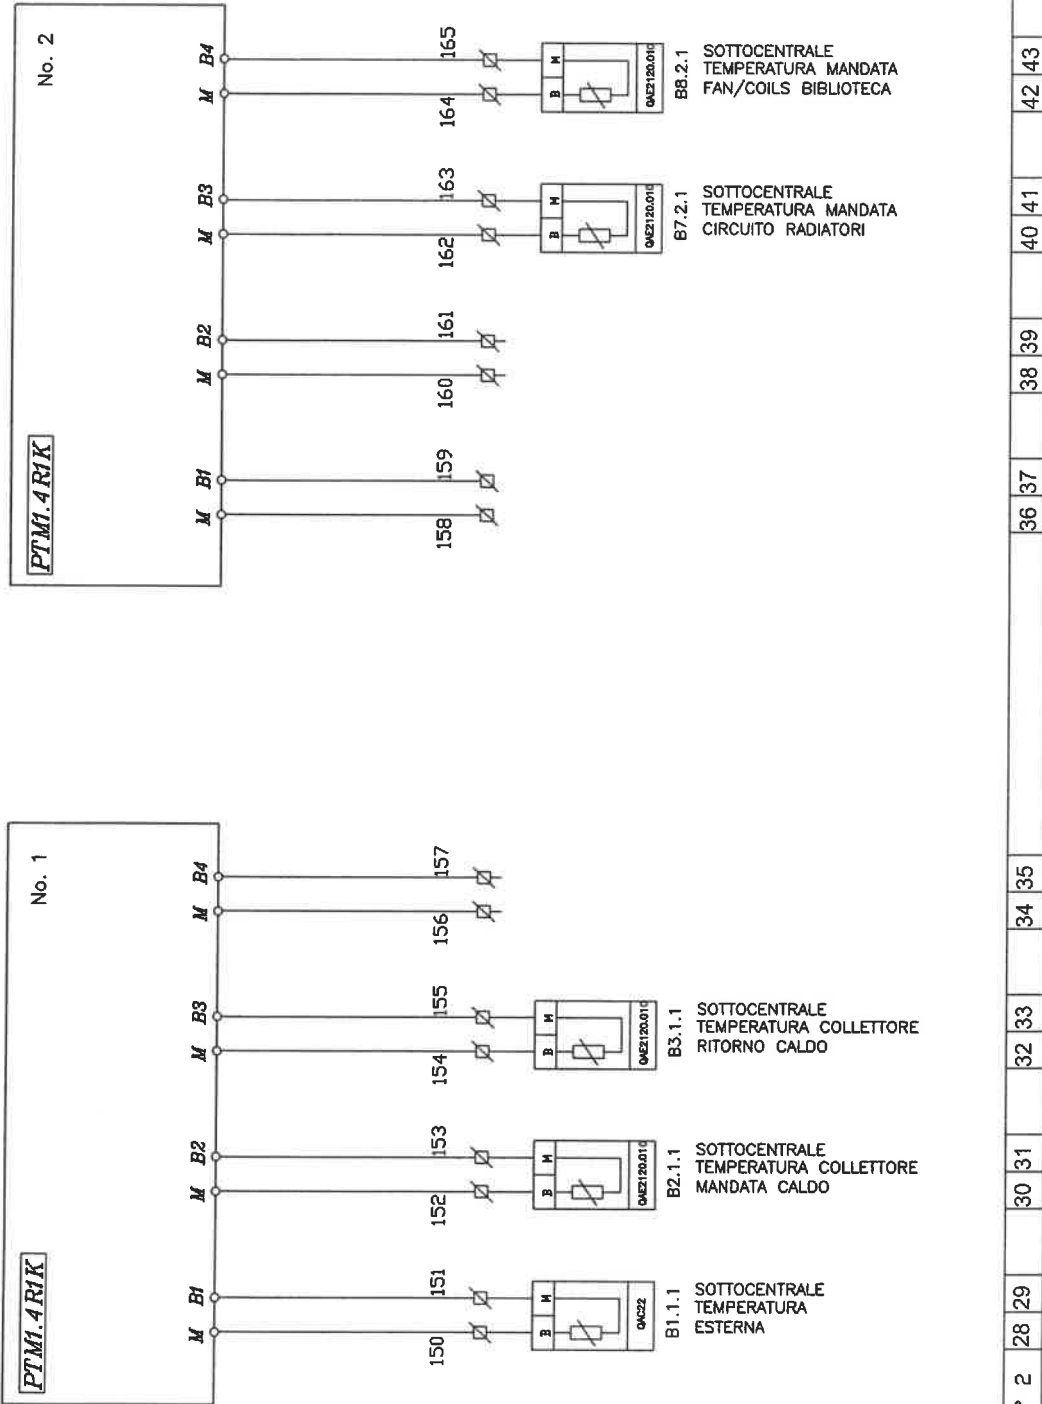 PTM1.4R1K
No. 1
M
B1
M
B2
M
B3
M
B4
150
151
152
153
154
155
156
157
B
M
QAC22
B1.1.1
SOTTOCENTRALE
TEMPERATURA
ESTERNA
B
M
QAE2120.010
B2.1.1
SOTTOCENTRALE
TEMPERATURA COLLETTORE
MANDATA CALDO
B
M
QAE2120.010
B3.1.1
SOTTOCENTRALE
TEMPERATURA COLLETTORE
RITORNO CALDO
PTM1.4R1K
No. 2
M
B1
M
B2
M
B3
M
B4
158
159
160
161
162
163
164
165
B
M
QAE2120.010
B7.2.1
SOTTOCENTRALE
TEMPERATURA MANDATA
CIRCUITO RADIATORI
B
M
QAE2120.010
B8.2.1
SOTTOCENTRALE
TEMPERATURA MANDATA
FAN/COILS BIBLIOTECA
2
28
29
30
31
32
33
34
35
36
37
38
39
40
41
42
43